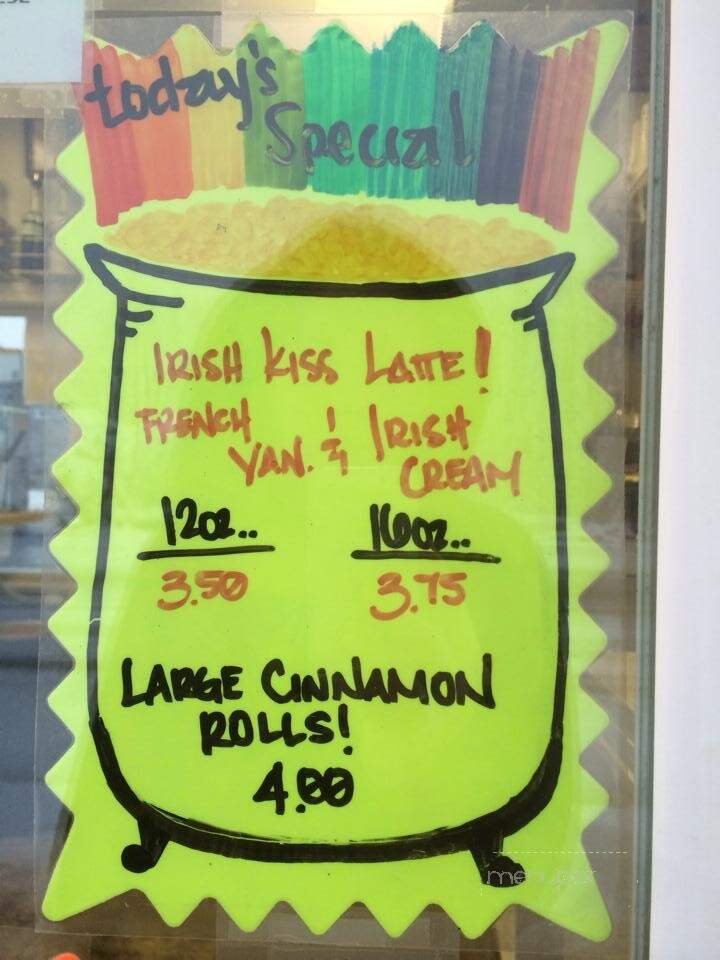 today's
Special
IRISH KISS LATTE!
FRENCH
VAN. & IRISH
CREAM
12oz.. 16oz..
3.50 3.75
LARGE CINNAMON
ROLLS!
4.00